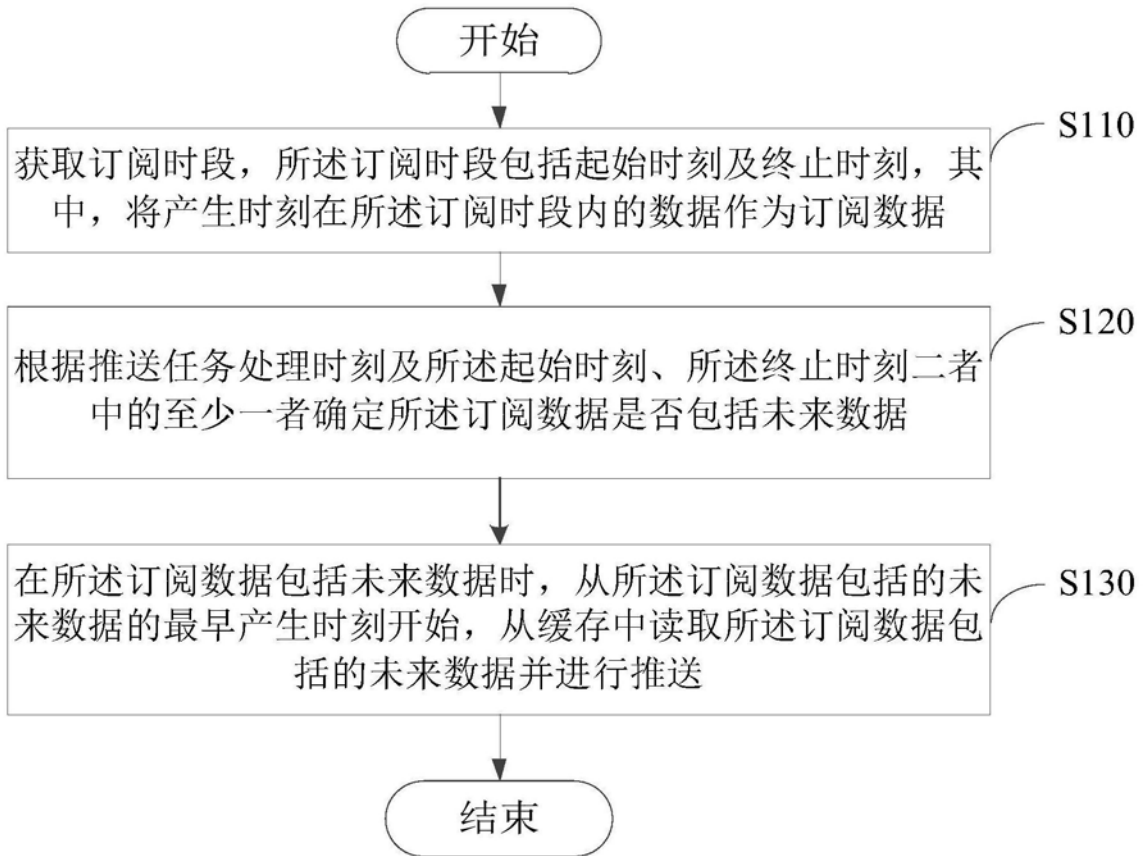 开始
S110
获取订阅时段，所述订阅时段包括起始时刻及终止时刻，其
中，将产生时刻在所述订阅时段内的数据作为订阅数据
S120
根据推送任务处理时刻及所述起始时刻、所述终止时刻二者
中的至少一者确定所述订阅数据是否包括未来数据
S130
在所述订阅数据包括未来数据时，从所述订阅数据包括的未
来数据的最早产生时刻开始，从缓存中读取所述订阅数据包
括的未来数据并进行推送
结束